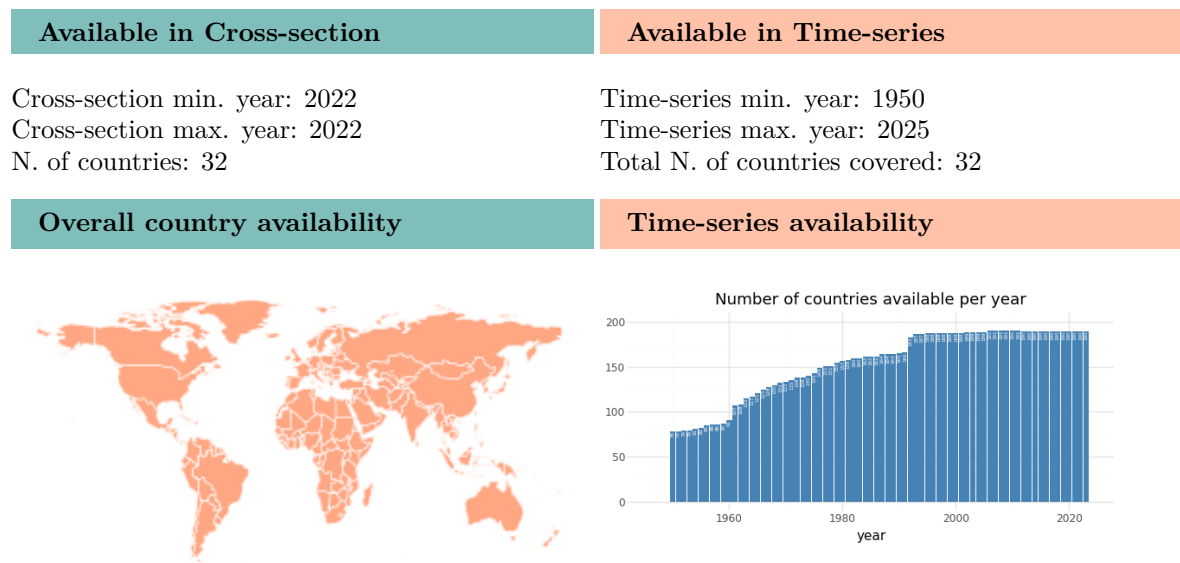 Available in Cross-section
Available in Time-series
Cross-section min. year: 2022
Cross-section max. year: 2022
N. of countries: 32
Time-series min. year: 1950
Time-series max. year: 2025
Total N. of countries covered: 32
Overall country availability
Time-series availability
Number of countries available per year
200
150
100
50
0
1960 1980 2000 2020
year